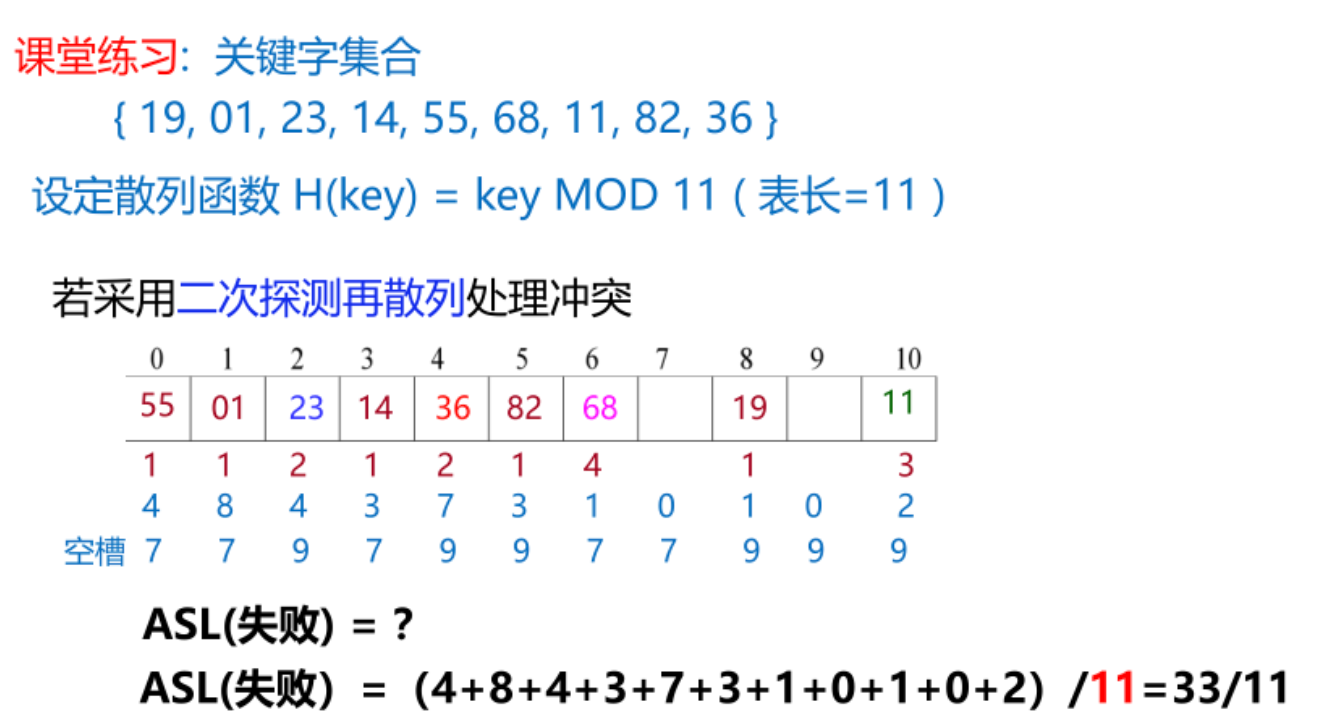 课堂练习: 关键字集合
{ 19, 01, 23, 14, 55, 68, 11, 82, 36 }
设定散列函数 H(key) = key MOD 11 ( 表长=11 )
若采用二次探测再散列处理冲突
0 1 2 3 4 5 6 7 8 9 10
55 01 23 14 36 82 68 19 11
1 1 2 1 2 1 4 1 3
4 8 4 3 7 3 1 0 1 0 2
空槽 7 7 9 7 9 9 7 7 9 9 9
ASL(失败) = ?
ASL(失败) = (4+8+4+3+7+3+1+0+1+0+2) /11=33/11